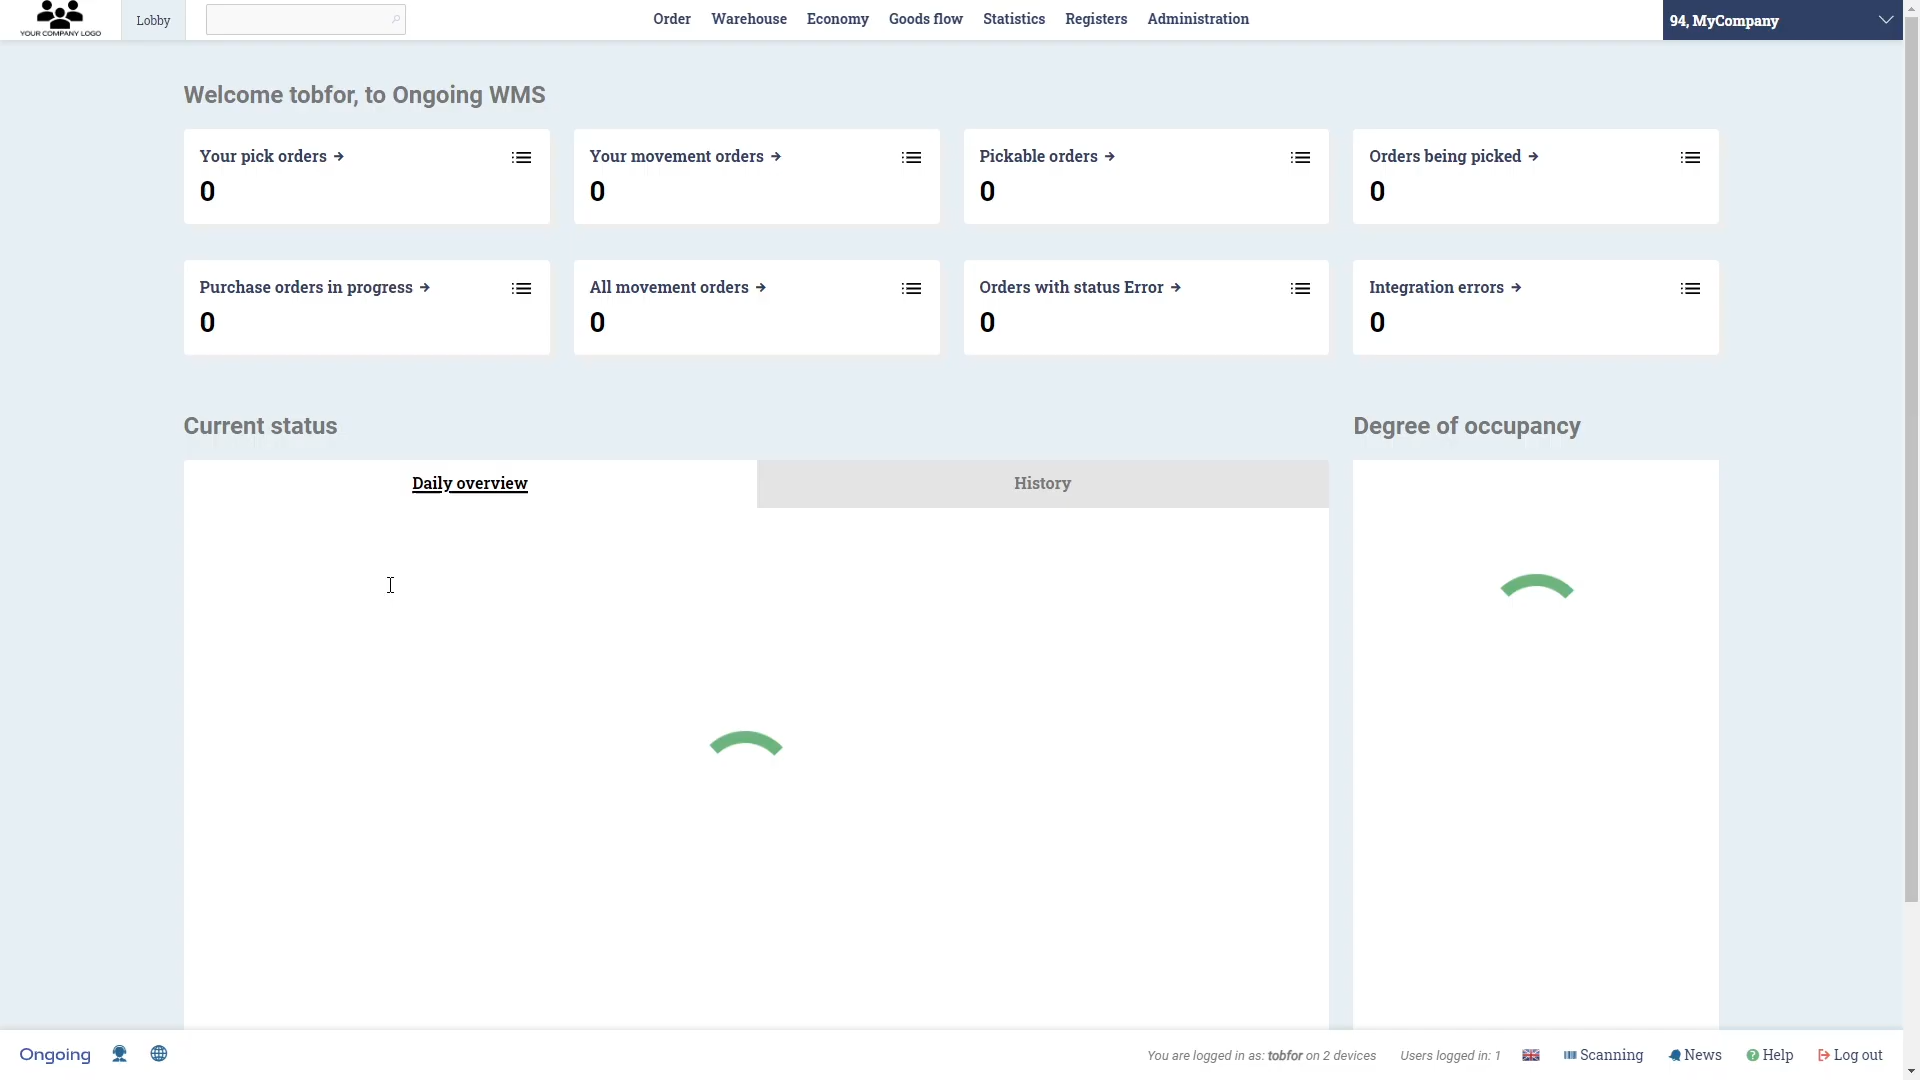 YOUR COMPANY LOGO
Lobby
Order Warehouse Economy Goods flow Statistics Registers Administration
94, MyCompany
Welcome tobfor, to Ongoing WMS
Your pick orders
0
Your movement orders
0
Pickable orders
0
Orders being picked
0
Purchase orders in progress
0
All movement orders
0
Orders with status Error
0
Integration errors
0
Current status
Degree of occupancy
Daily overview
History
Ongoing
You are logged in as: tobfor on 2 devices
Users logged in: 1
Scanning
News
Help
Log out